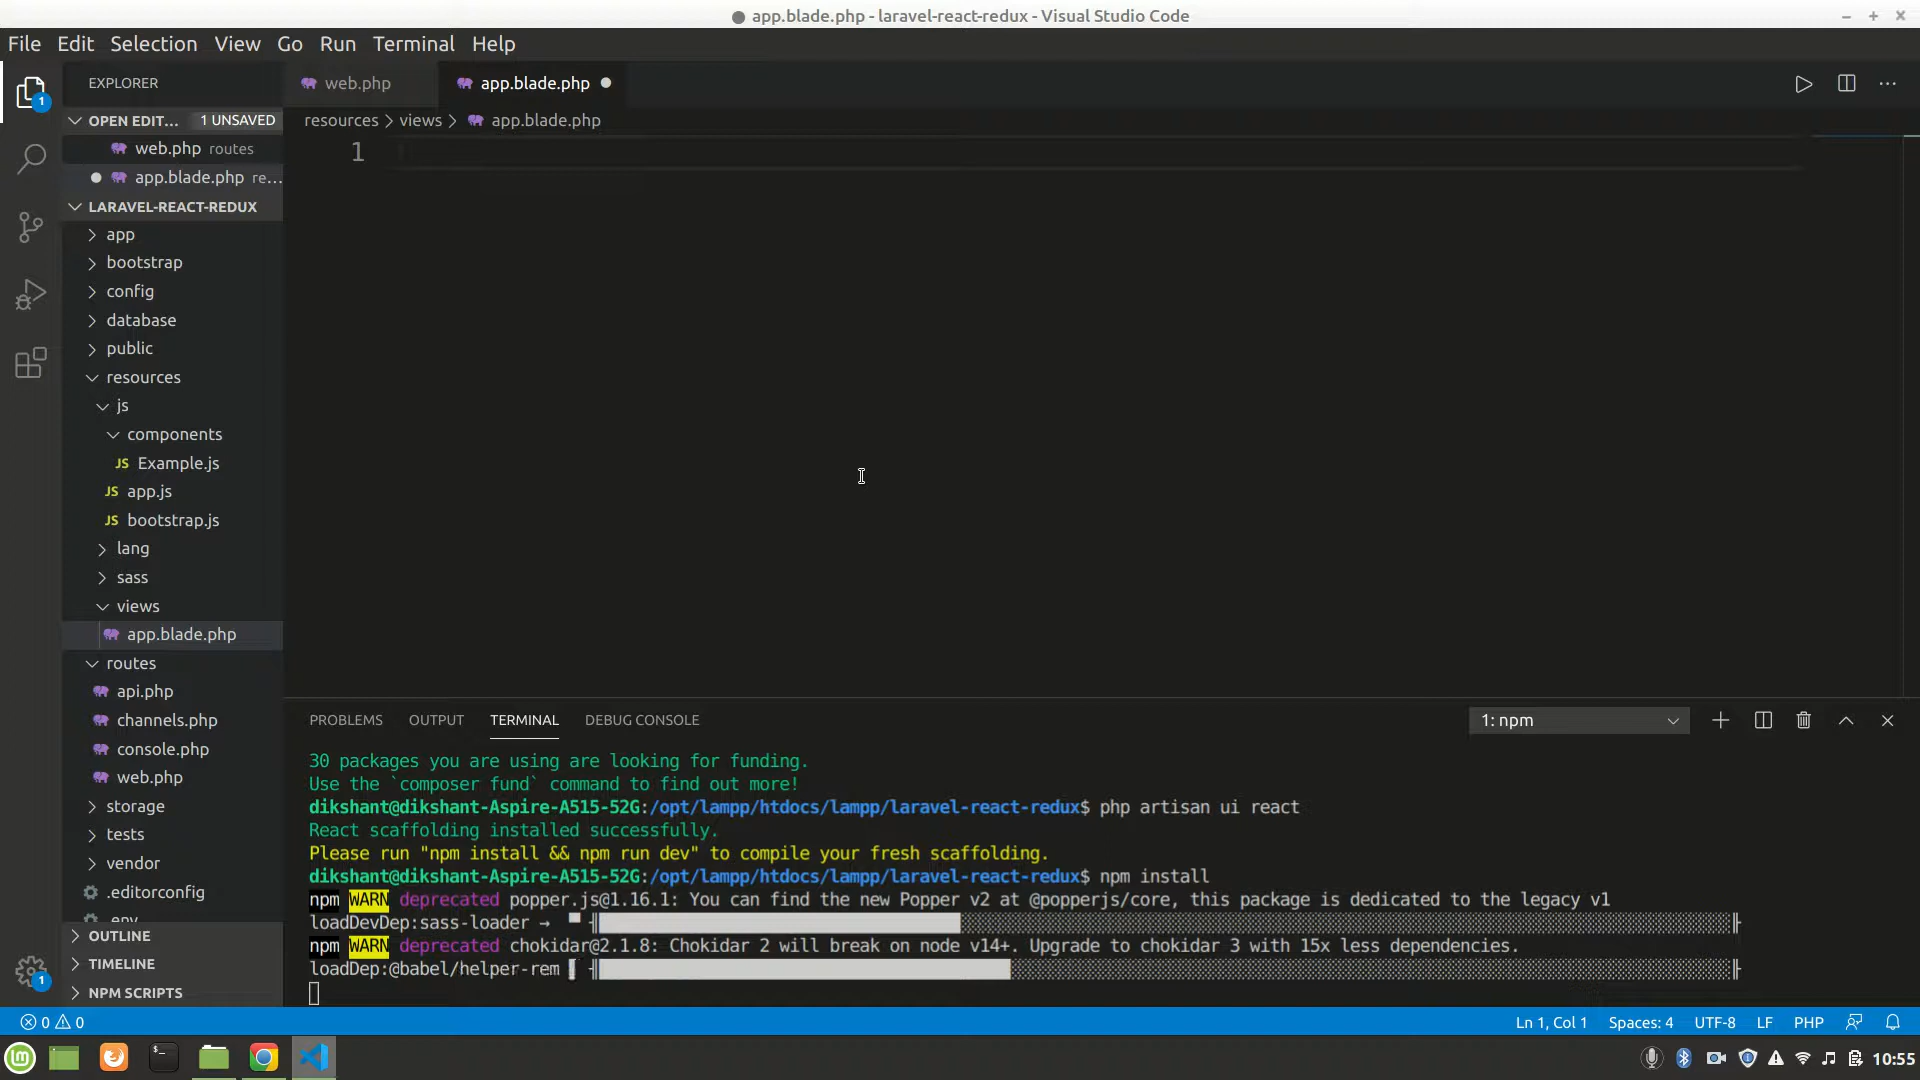 app.blade.php - laravel-react-redux - Visual Studio Code
File Edit Selection View Go Run Terminal Help
EXPLORER
web.php
app.blade.php
OPEN EDIT... 1 UNSAVED
resources > views > app.blade.php
web.php routes
1
app.blade.php re...
LARAVEL-REACT-REDUX
app
bootstrap
config
database
public
resources
js
components
JS Example.js
JS app.js
JS bootstrap.js
lang
sass
views
app.blade.php
routes
api.php
channels.php
console.php
web.php
storage
tests
vendor
.editorconfig
.env
OUTLINE
TIMELINE
NPM SCRIPTS
PROBLEMS OUTPUT TERMINAL DEBUG CONSOLE
1: npm
30 packages you are using are looking for funding.
Use the `composer fund` command to find out more!
dikshant@dikshant-Aspire-A515-52G:/opt/lampp/htdocs/lampp/laravel-react-redux$ php artisan ui react
React scaffolding installed successfully.
Please run "npm install && npm run dev" to compile your fresh scaffolding.
dikshant@dikshant-Aspire-A515-52G:/opt/lampp/htdocs/lampp/laravel-react-redux$ npm install
npm WARN deprecated popper.js@1.16.1: You can find the new Popper v2 at @popperjs/core, this package is dedicated to the legacy v1
loadDevDep:sass-loader →
npm WARN deprecated chokidar@2.1.8: Chokidar 2 will break on node v14+. Upgrade to chokidar 3 with 15x less dependencies.
loadDep:@babel/helper-rem
1
1
0 0
Ln 1, Col 1 Spaces: 4 UTF-8 LF PHP
10:55